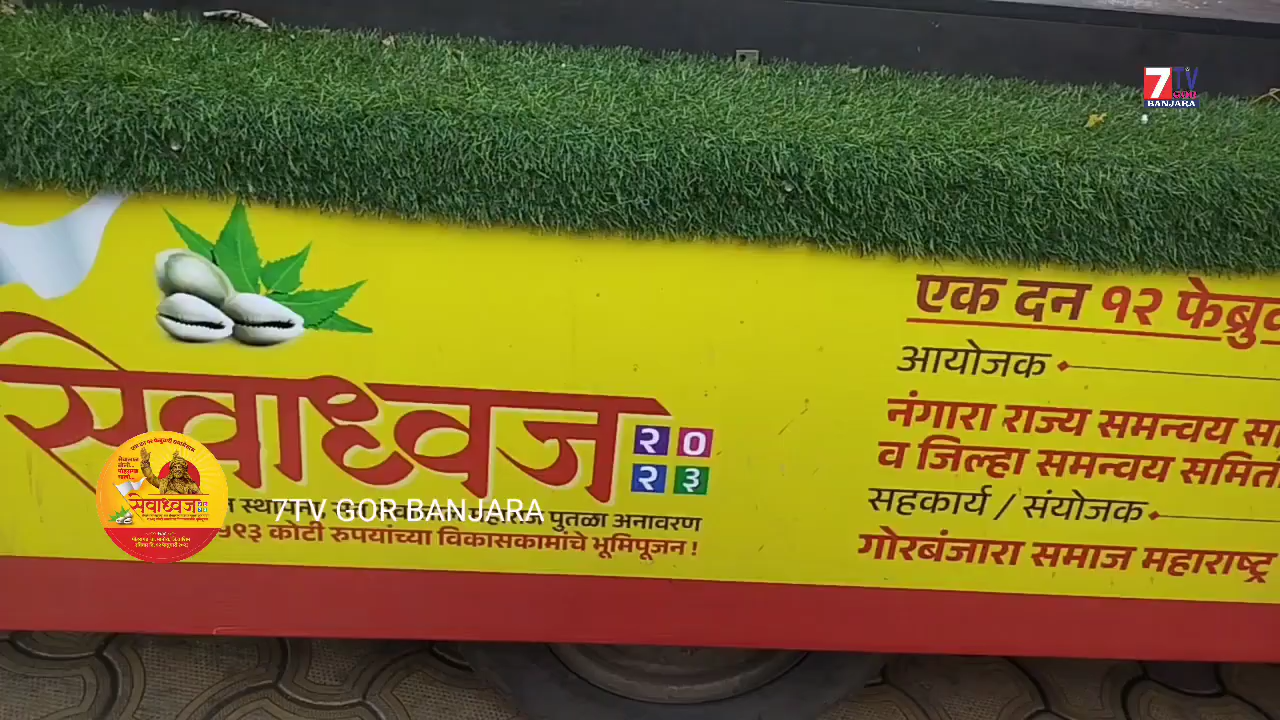 7TV
GOR
BANJARA
एक दन १२
आयोजक
नंगारा राज्य समन्वय
व जिल्हा समन्वय समिती
सहकार्य / संयोजक
गोरबंजारा समाज महाराष्ट्र
सेवाध्वज
२०
२३
स्थापना पुतळा अनावरण
कोटी रुपयांच्या विकासकामांचे भूमिपूजन !
7TV GOR BANJARA
सेवाध्वज